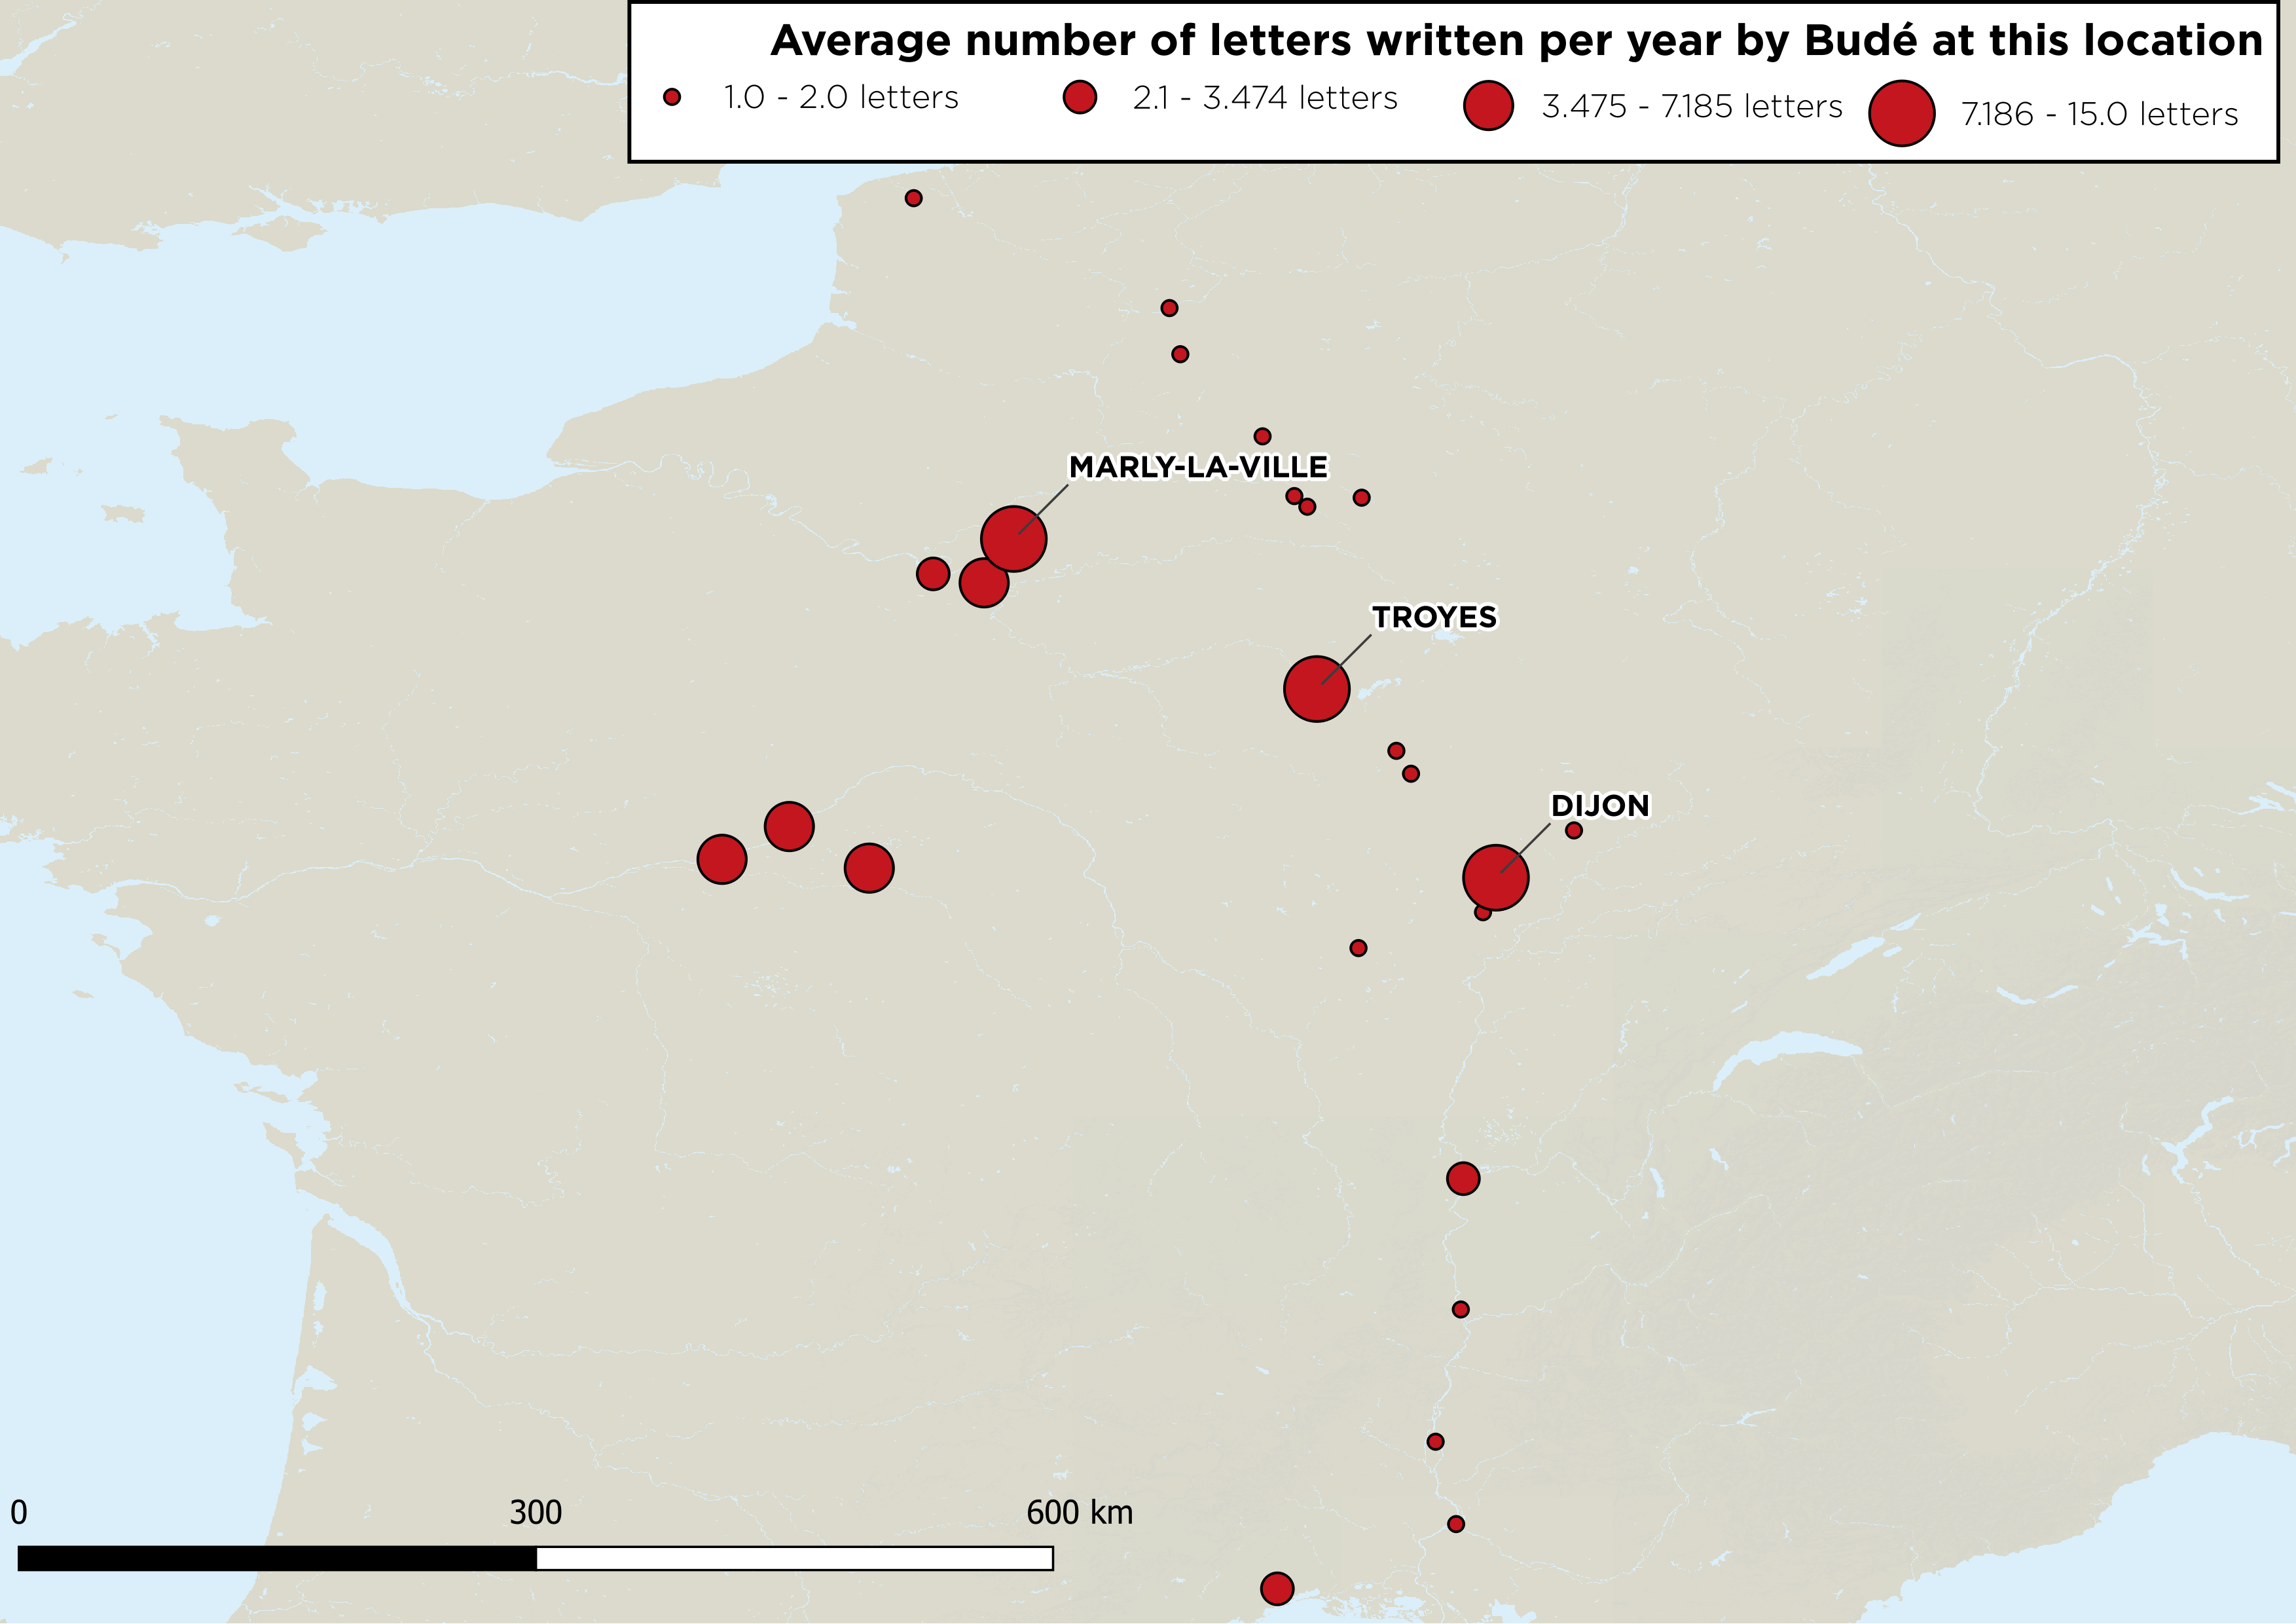 Average number of letters written per year by Budé at this location
1.0 - 2.0 letters
2.1 - 3.474 letters
3.475 - 7.185 letters
7.186 - 15.0 letters
MARLY-LA-VILLE
TROYES
DIJON
0 300 600 km